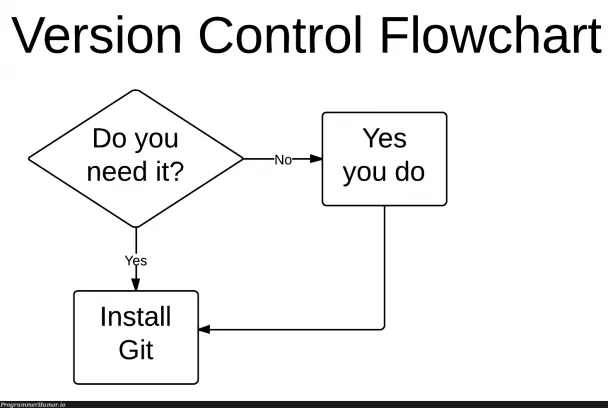 Version Control Flowchart
Do you
need it?
No
Yes
you do
Yes
Install
Git
ProgrammerHumor.io